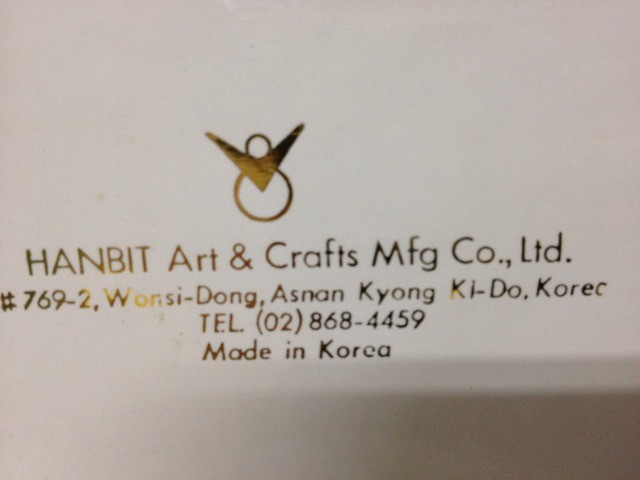 HANBIT Art & Crafts Mfg Co., Ltd.
# 769-2, Wonsi-Dong, Asnan Kyong Ki-Do, Korea
TEL. (02) 868-4459
Made in Korea